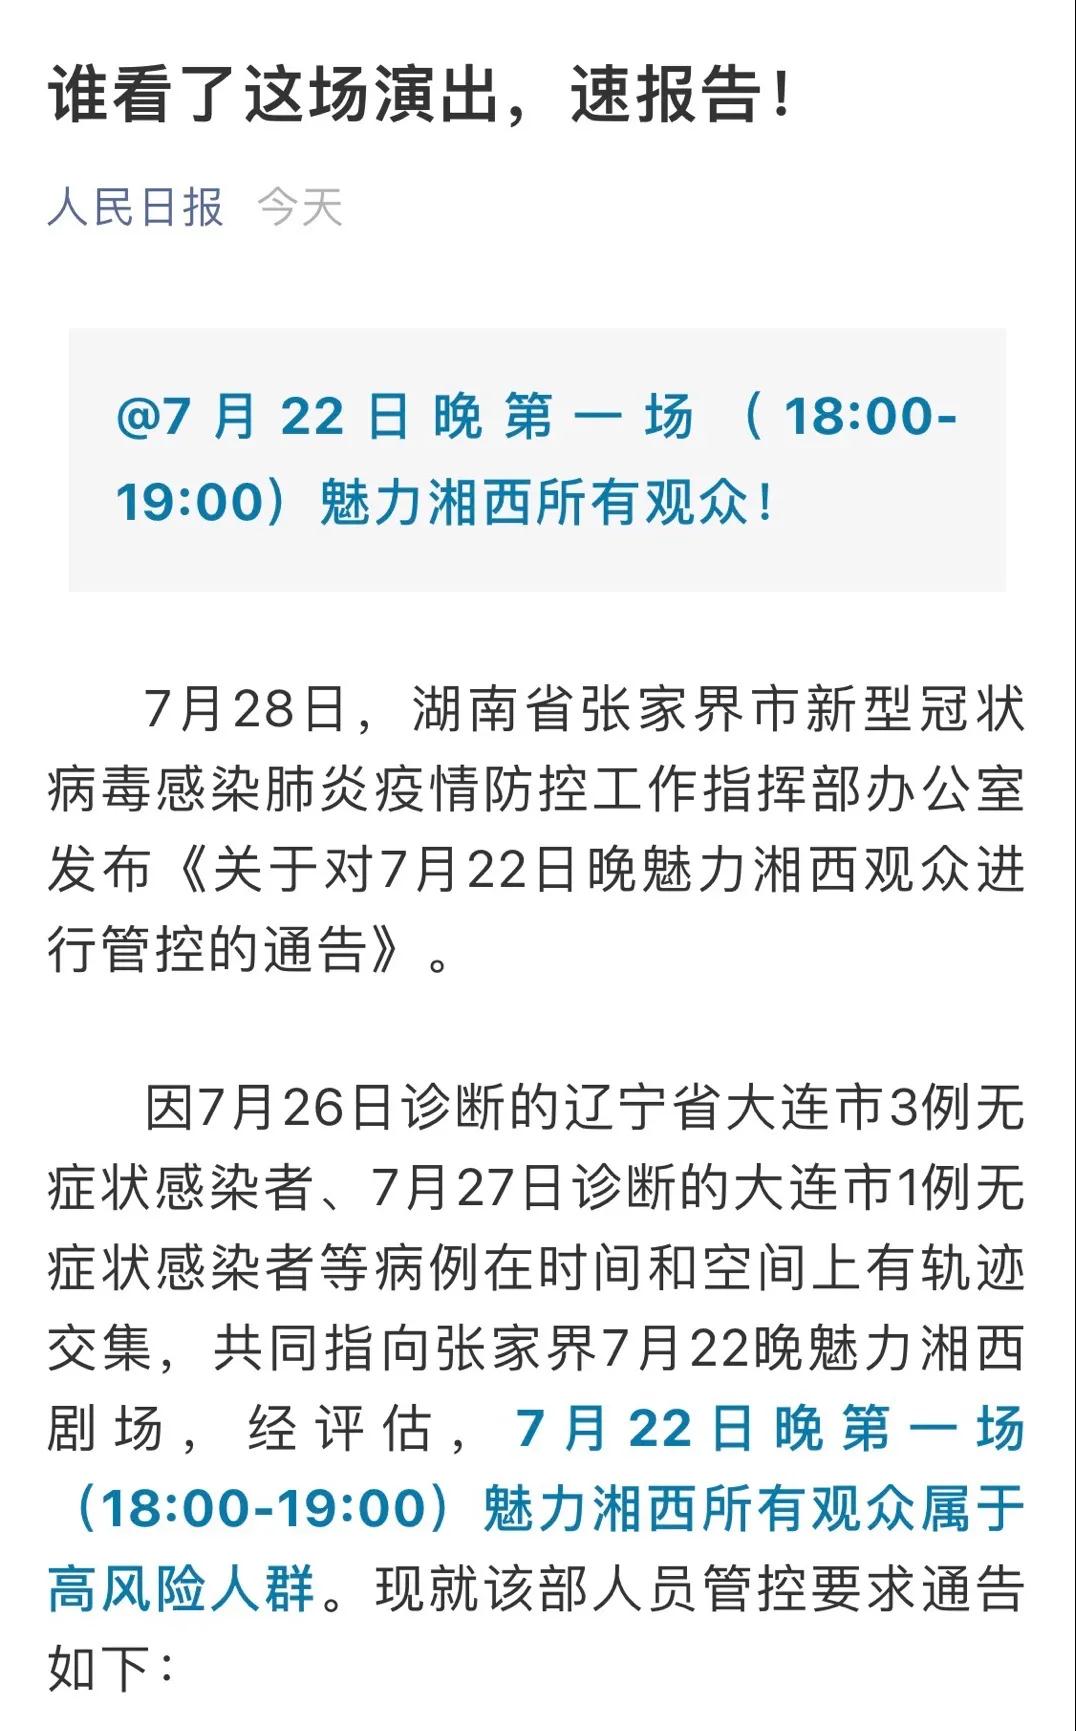 谁看了这场演出，速报告！
人民日报 今天
@7月22日晚第一场（18:00-
19:00）魅力湘西所有观众！
7月28日，湖南省张家界市新型冠状
病毒感染肺炎疫情防控工作指挥部办公室
发布《关于对7月22日晚魅力湘西观众进
行管控的通告》。
因7月26日诊断的辽宁省大连市3例无
症状感染者、7月27日诊断的大连市1例无
症状感染者等病例在时间和空间上有轨迹
交集，共同指向张家界7月22晚魅力湘西
剧场，经评估，7月22日晚第一场
（18:00-19:00）魅力湘西所有观众属于
高风险人群。现就该部人员管控要求通告
如下：